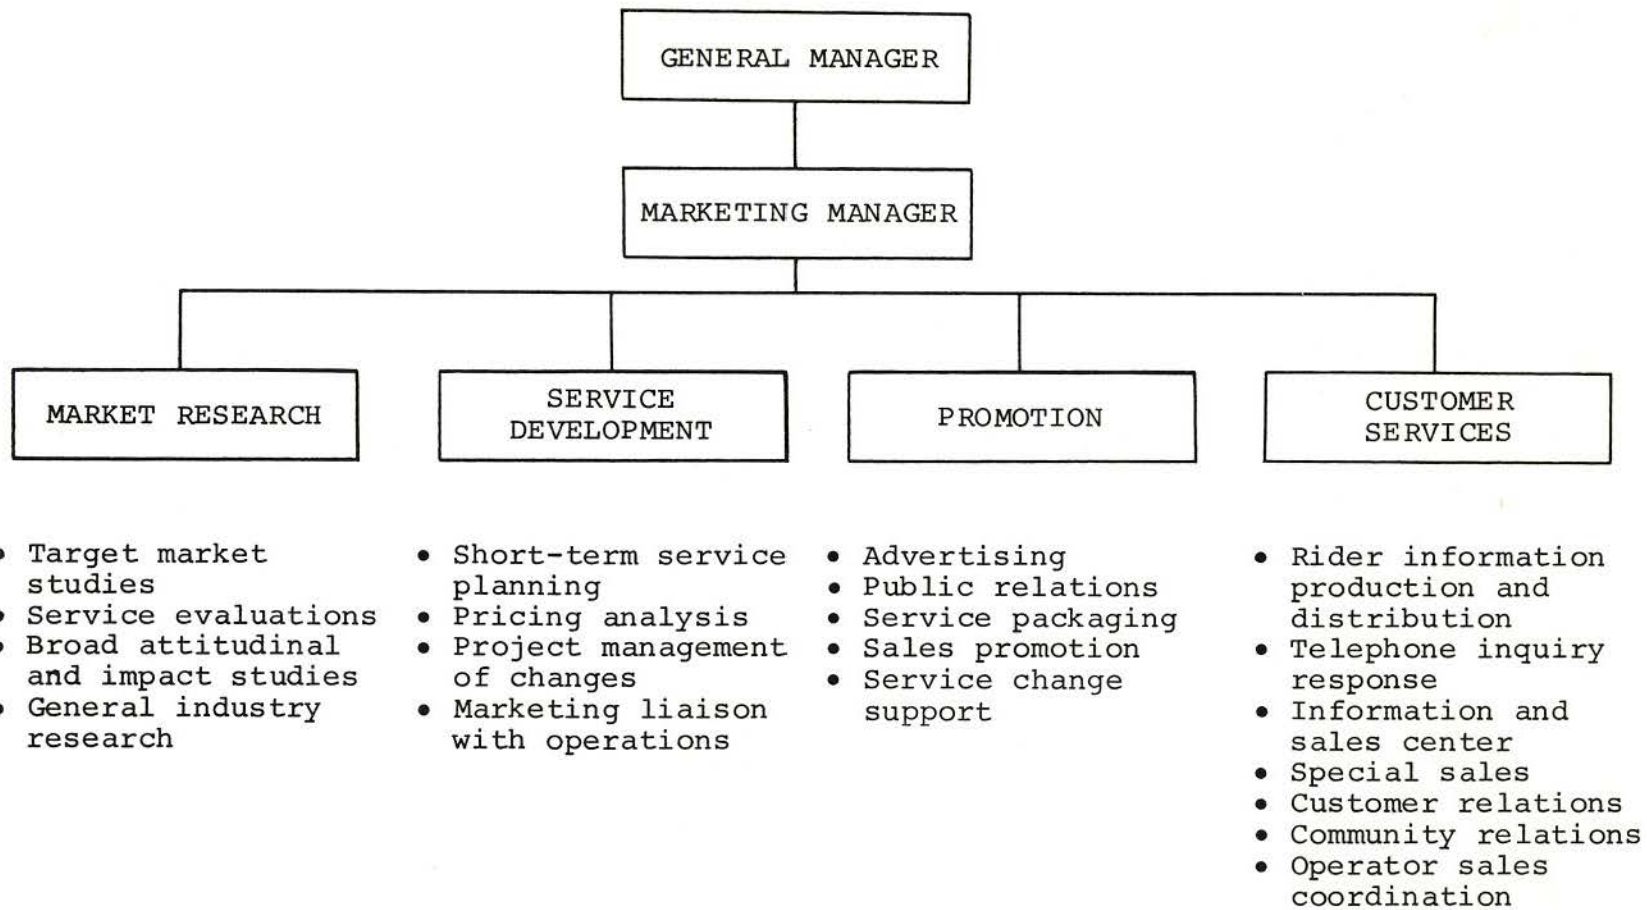 GENERAL MANAGER
MARKETING MANAGER
MARKET RESEARCH
SERVICE
DEVELOPMENT
PROMOTION
CUSTOMER
SERVICES
• Target market
studies
• Service evaluations
• Broad attitudinal
and impact studies
• General industry
research
• Short-term service
planning
• Pricing analysis
• Project management
of changes
• Marketing liaison
with operations
• Advertising
• Public relations
• Service packaging
• Sales promotion
• Service change
support
• Rider information
production and
distribution
• Telephone inquiry
response
• Information and
sales center
• Special sales
• Customer relations
• Community relations
• Operator sales
coordination